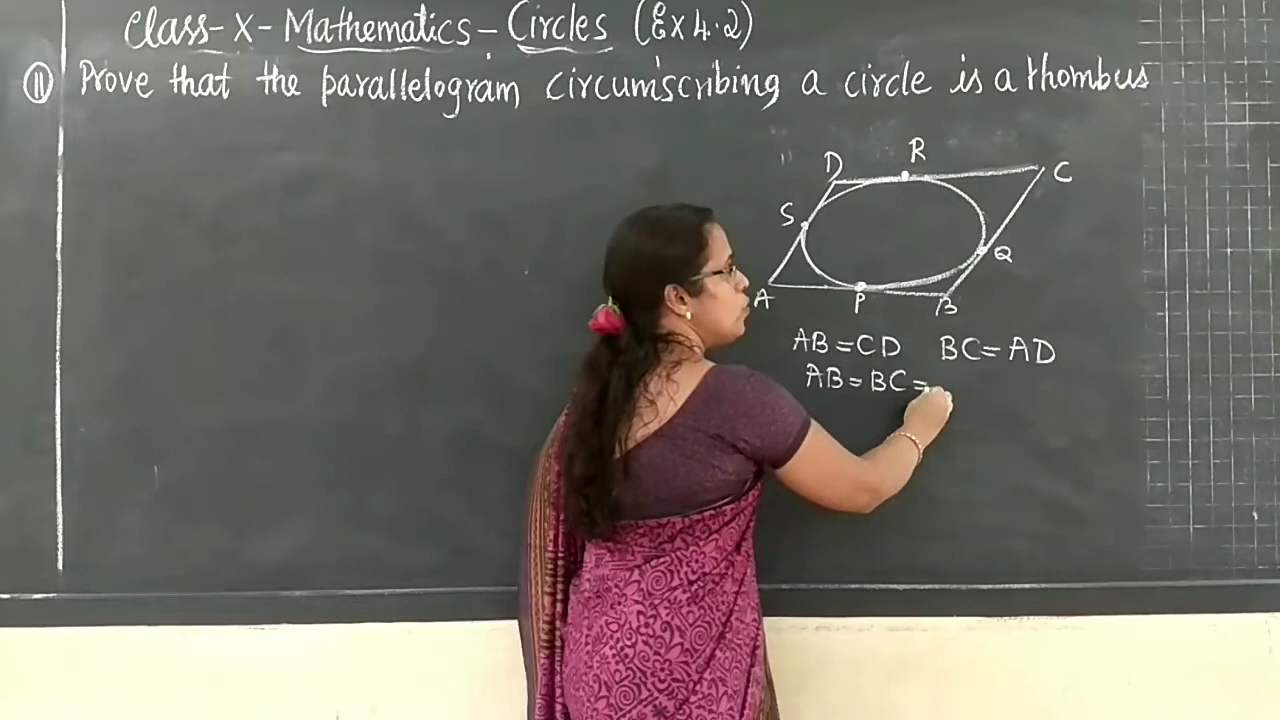 Class-X-Mathematics-Circles (Ex 4.2)
11 Prove that the parallelogram circumscribing a circle is a rhombus
D R C
S Q
A P B
AB=CD BC=AD
AB=BC=